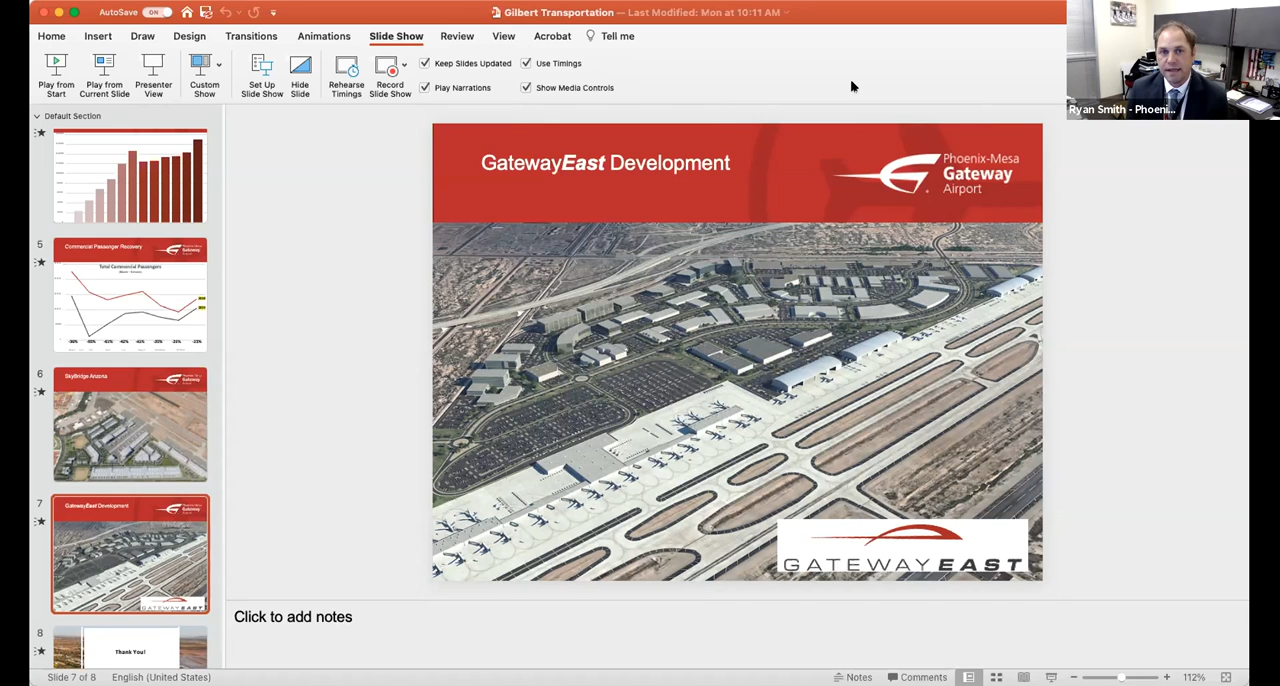 AutoSave ON
Gilbert Transportation — Last Modified: Mon at 10:11 AM
Home Insert Draw Design Transitions Animations Slide Show Review View Acrobat Tell me
Play from Start
Play from Current Slide
Presenter View
Custom Show
Set Up Slide Show
Hide Slide
Rehearse Timings
Record Slide Show
Keep Slides Updated
Play Narrations
Use Timings
Show Media Controls
Ryan Smith - Phoeni...
Default Section
5
Commercial Passenger Recovery
Total Commercial Passengers
6
SkyBridge Arizona
7
GatewayEast Development
GATEWAYEAST
8
Thank You!
GatewayEast Development
Phoenix-Mesa
Gateway
Airport
GATEWAYEAST
Click to add notes
Slide 7 of 8
English (United States)
Notes
Comments
112%